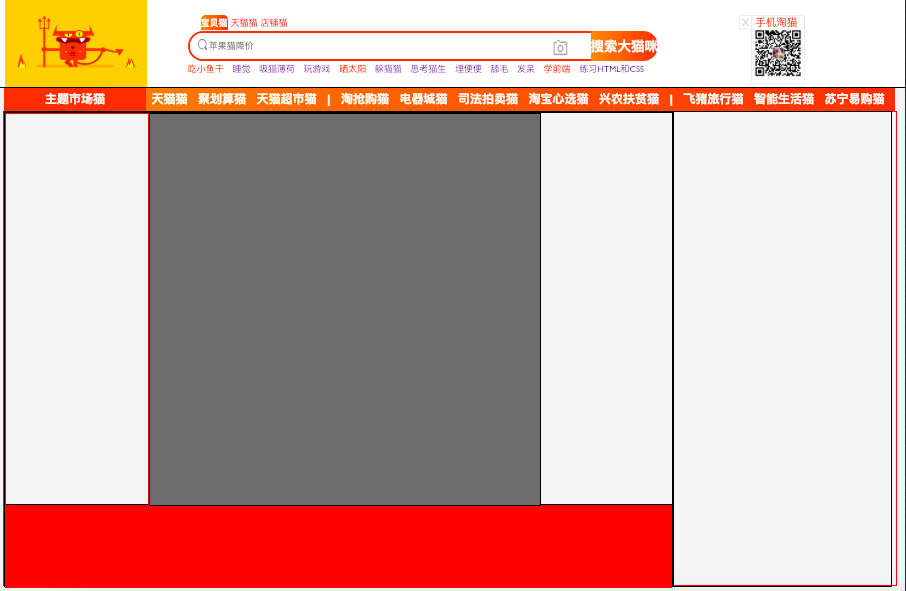 宝贝猫 天猫猫 店铺猫
苹果猫降价
搜索大猫咪
吃小鱼干 睡觉 吸猫薄荷 玩游戏 晒太阳 躲猫猫 思考猫生 埋便便 舔毛 发呆 学前端 练习HTML和CSS
X 手机淘猫
主题市场猫 天猫猫 聚划算猫 天猫超市猫 | 淘抢购猫 电器城猫 司法拍卖猫 淘宝心选猫 兴农扶贫猫 | 飞猪旅行猫 智能生活猫 苏宁易购猫